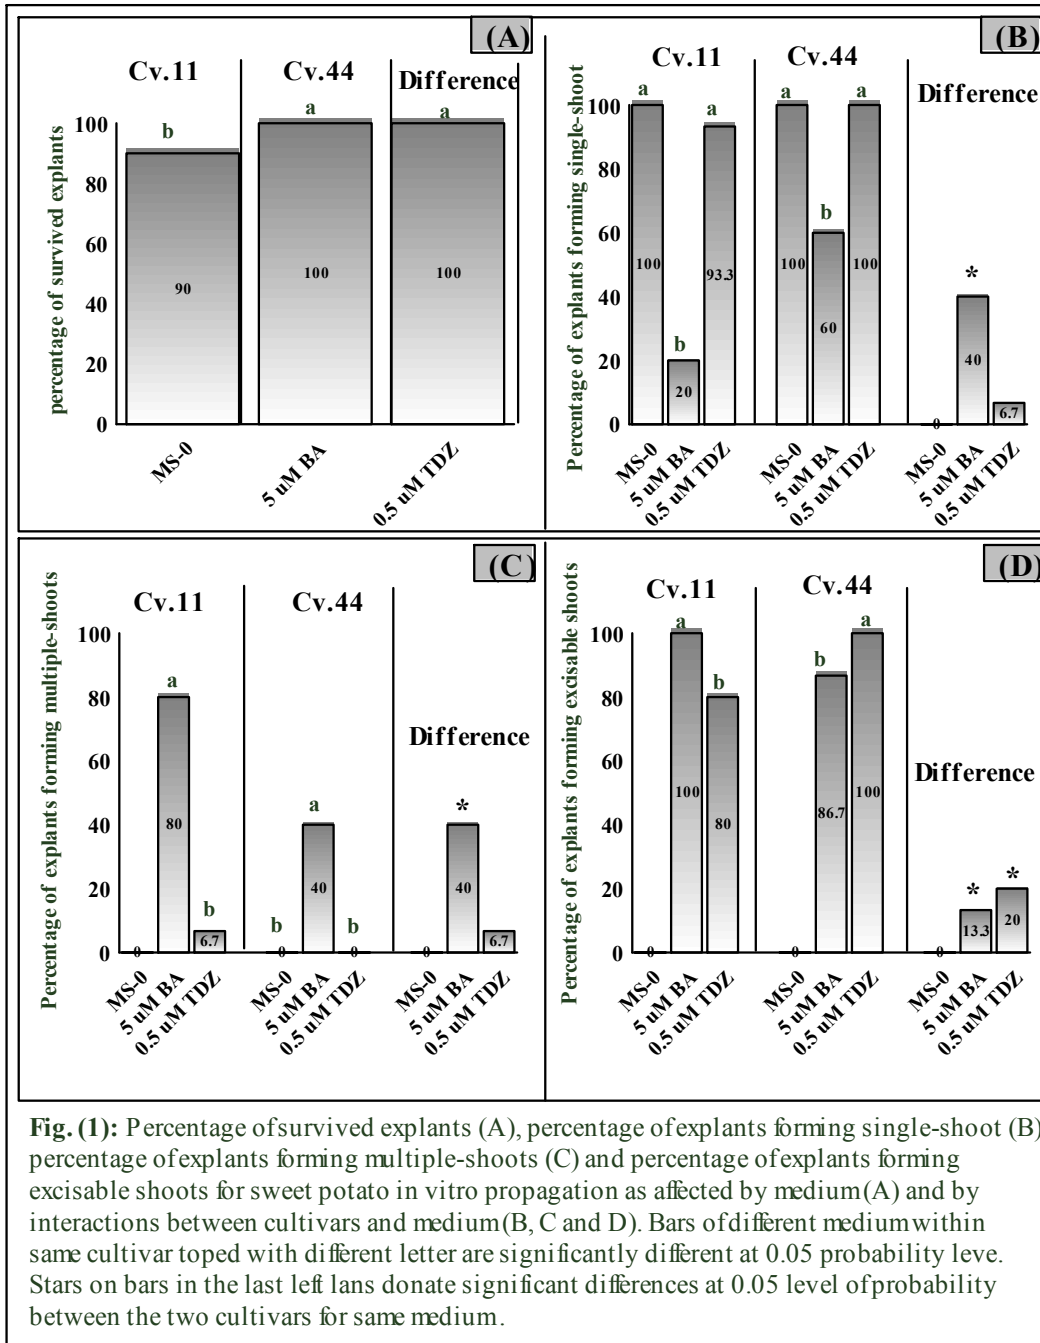 (A)
Cv.11 Cv.44 Difference
percentage of survived explants
100
80
60
40
20
0
b a a
90 100 100
MS-0 5 uM BA 0.5 uM TDZ
(B)
Cv.11 Cv.44 Difference
Percentage of explants forming single-shoot
100
80
60
40
20
0
a b a a b a *
100 20 93.3 100 60 100 0 40 6.7
MS-0 5 uM BA 0.5 uM TDZ MS-0 5 uM BA 0.5 uM TDZ MS-0 5 uM BA 0.5 uM TDZ
(C)
Cv.11 Cv.44 Difference
Percentage of explants forming multiple-shoots
100
80
60
40
20
0
a b b a b *
0 80 6.7 0 40 0 0 40 6.7
MS-0 5 uM BA 0.5 uM TDZ MS-0 5 uM BA 0.5 uM TDZ MS-0 5 uM BA 0.5 uM TDZ
(D)
Cv.11 Cv.44 Difference
Percentage of explants forming excisable shoots
100
80
60
40
20
0
a b b a * *
0 100 80 0 86.7 100 0 13.3 20
MS-0 5 uM BA 0.5 uM TDZ MS-0 5 uM BA 0.5 uM TDZ MS-0 5 uM BA 0.5 uM TDZ
Fig. (1): Percentage of survived explants (A), percentage of explants forming single-shoot (B)
percentage of explants forming multiple-shoots (C) and percentage of explants forming
excisable shoots for sweet potato in vitro propagation as affected by medium (A) and by
interactions between cultivars and medium (B, C and D). Bars of different medium within
same cultivar toped with different letter are significantly different at 0.05 probability leve.
Stars on bars in the last left lans donate significant differences at 0.05 level of probability
between the two cultivars for same medium.